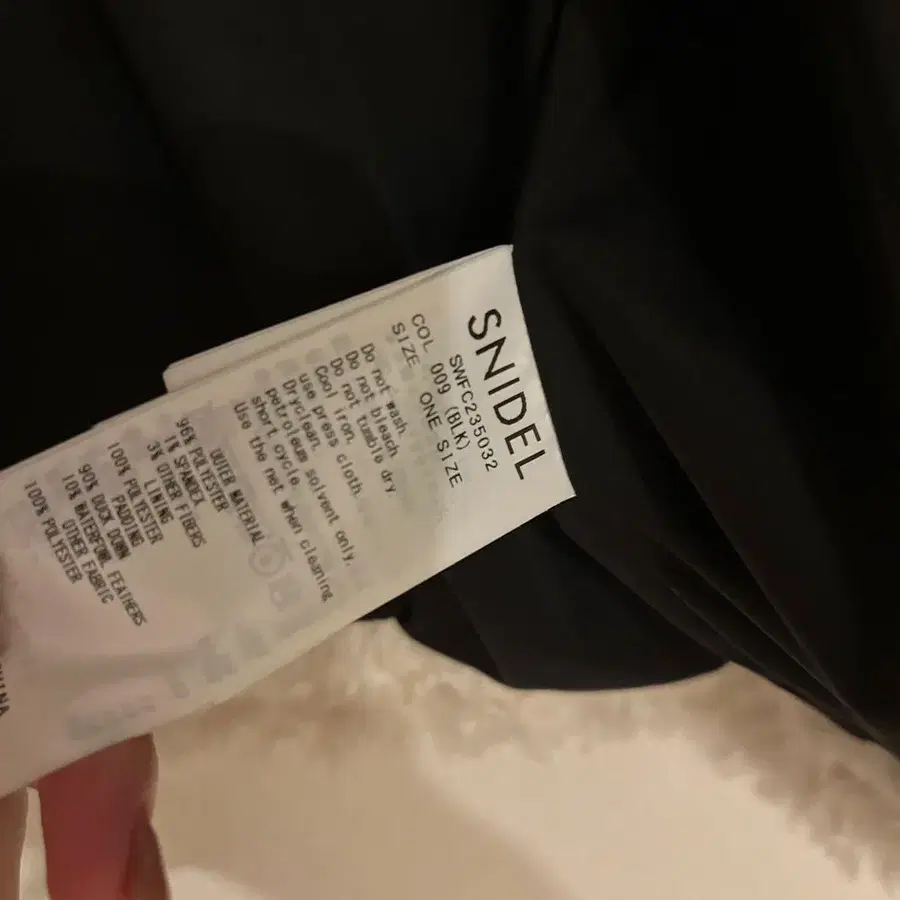 SNIDEL
SWFC235032
COL 009 (BLK)
SIZE ONE SIZE
Do not wash.
Do not bleach
Do not tumble dry
Cool iron.
use press cloth.
Dryclean.
petroleum solvent only,
short cycle.
Use the net when cleaning
OUTER MATERIAL
96% POLYESTER
1% SPANDEX
3% OTHER FIBERS
LINING
100% POLYESTER
PADDING
90% DUCK DOWN
10% WATERFOWL FEATHERS
OTHER FABRIC
100% POLYESTER